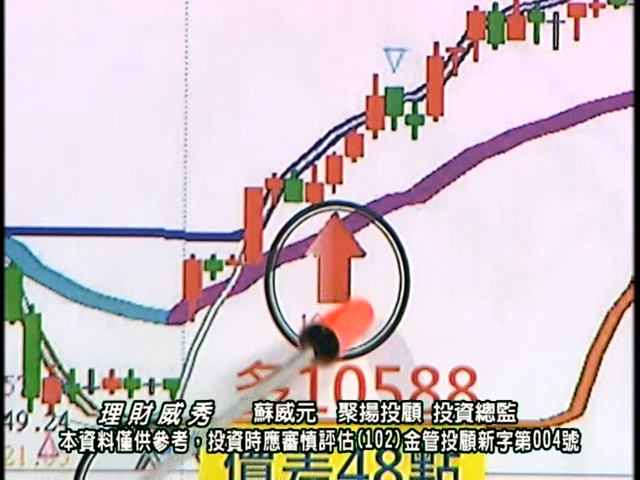 多10588
49.24
理財威秀 蘇威元 聚揚投顧 投資總監
本資料僅供參考，投資時應審慎評估(102)金管投顧新字第004號
價差48點